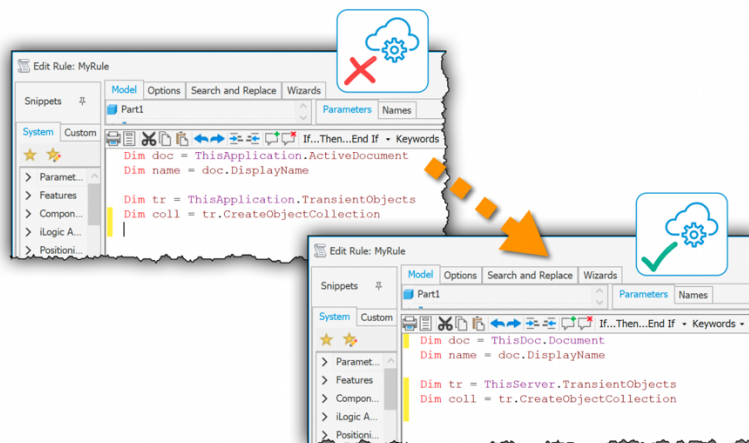 Edit Rule: MyRule
Snippets
Model Options Search and Replace Wizards
Part1
Parameters Names
System Custom
If...Then...End If Keywords
Paramet...
Features
Compon...
iLogic A...
Positioni...
Dim doc = ThisApplication.ActiveDocument
Dim name = doc.DisplayName
Dim tr = ThisApplication.TransientObjects
Dim coll = tr.CreateObjectCollection
Edit Rule: MyRule
Snippets
Model Options Search and Replace Wizards
Part1
Parameters Names
System Custom
If...Then...End If Keywords
Paramet...
Features
Compon...
iLogic A...
Positioni...
Dim doc = ThisDoc.Document
Dim name = doc.DisplayName
Dim tr = ThisServer.TransientObjects
Dim coll = tr.CreateObjectCollection